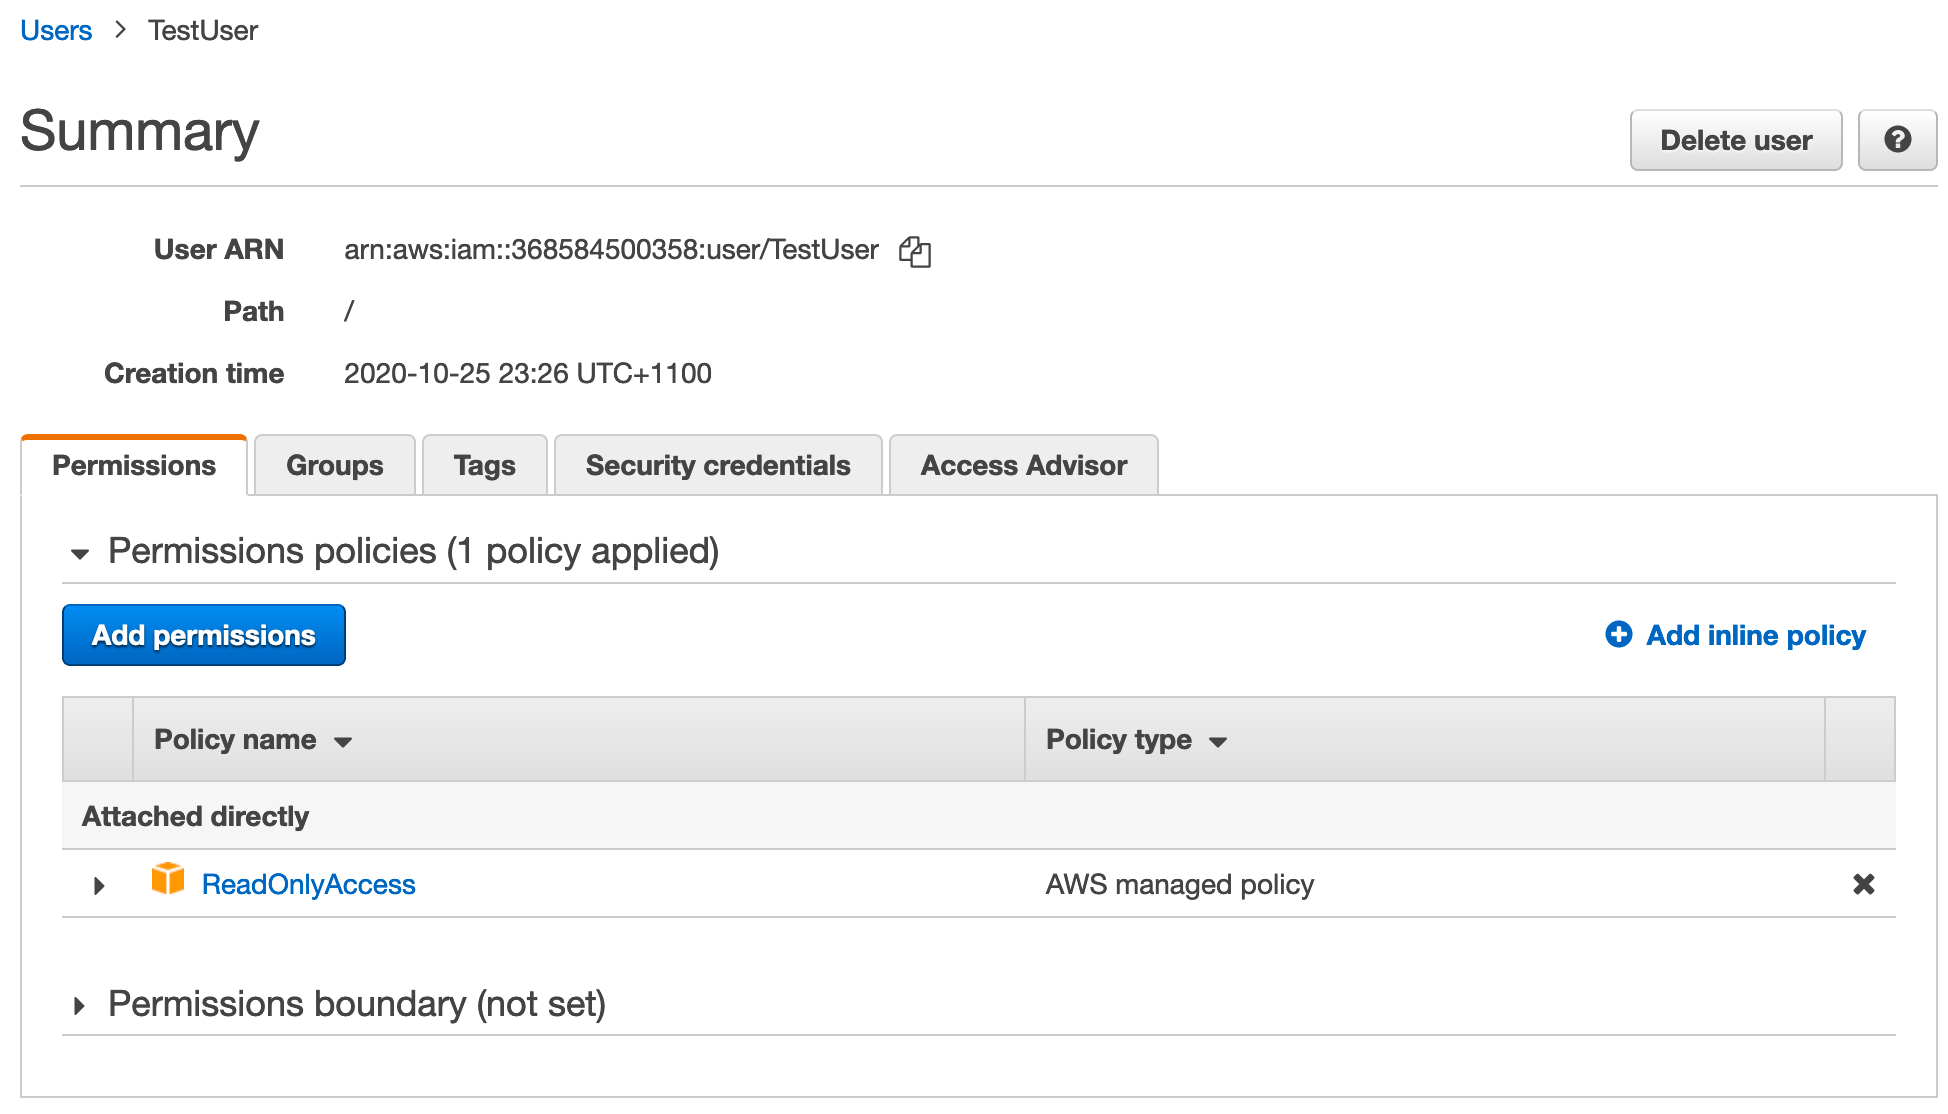 Users > TestUser
Summary
Delete user
?
User ARN arn:aws:iam::368584500358:user/TestUser
Path /
Creation time 2020-10-25 23:26 UTC+1100
Permissions Groups Tags Security credentials Access Advisor
Permissions policies (1 policy applied)
Add permissions
Add inline policy
Policy name Policy type
Attached directly
ReadOnlyAccess AWS managed policy
Permissions boundary (not set)